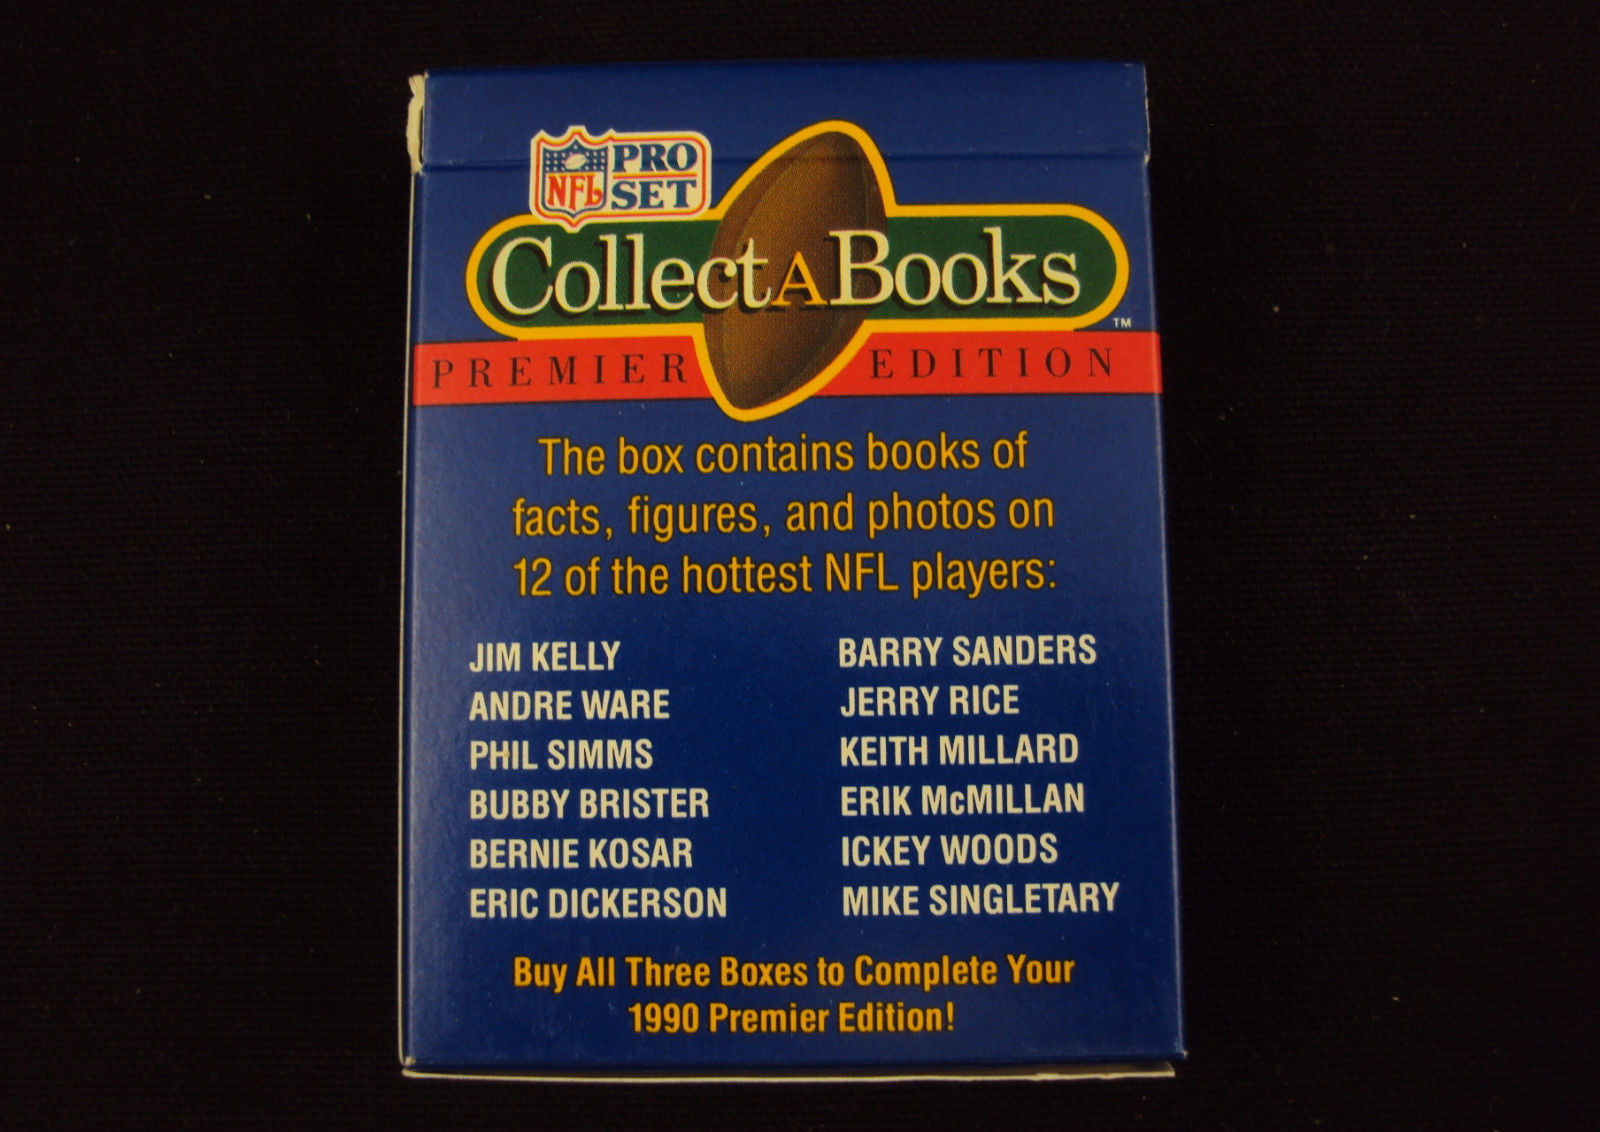 NFL PRO SET
CollectABooks
TM
PREMIER EDITION
The box contains books of
facts, figures, and photos on
12 of the hottest NFL players:
JIM KELLY
ANDRE WARE
PHIL SIMMS
BUBBY BRISTER
BERNIE KOSAR
ERIC DICKERSON
BARRY SANDERS
JERRY RICE
KEITH MILLARD
ERIK McMILLAN
ICKEY WOODS
MIKE SINGLETARY
Buy All Three Boxes to Complete Your
1990 Premier Edition!